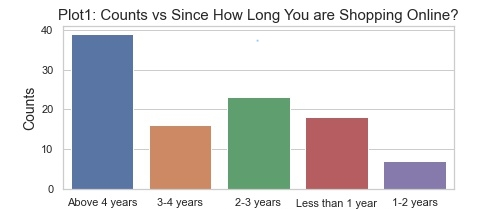 Plot1: Counts vs Since How Long You are Shopping Online?
40
30
20
10
0
Counts
Above 4 years
3-4 years
2-3 years
Less than 1 year
1-2 years